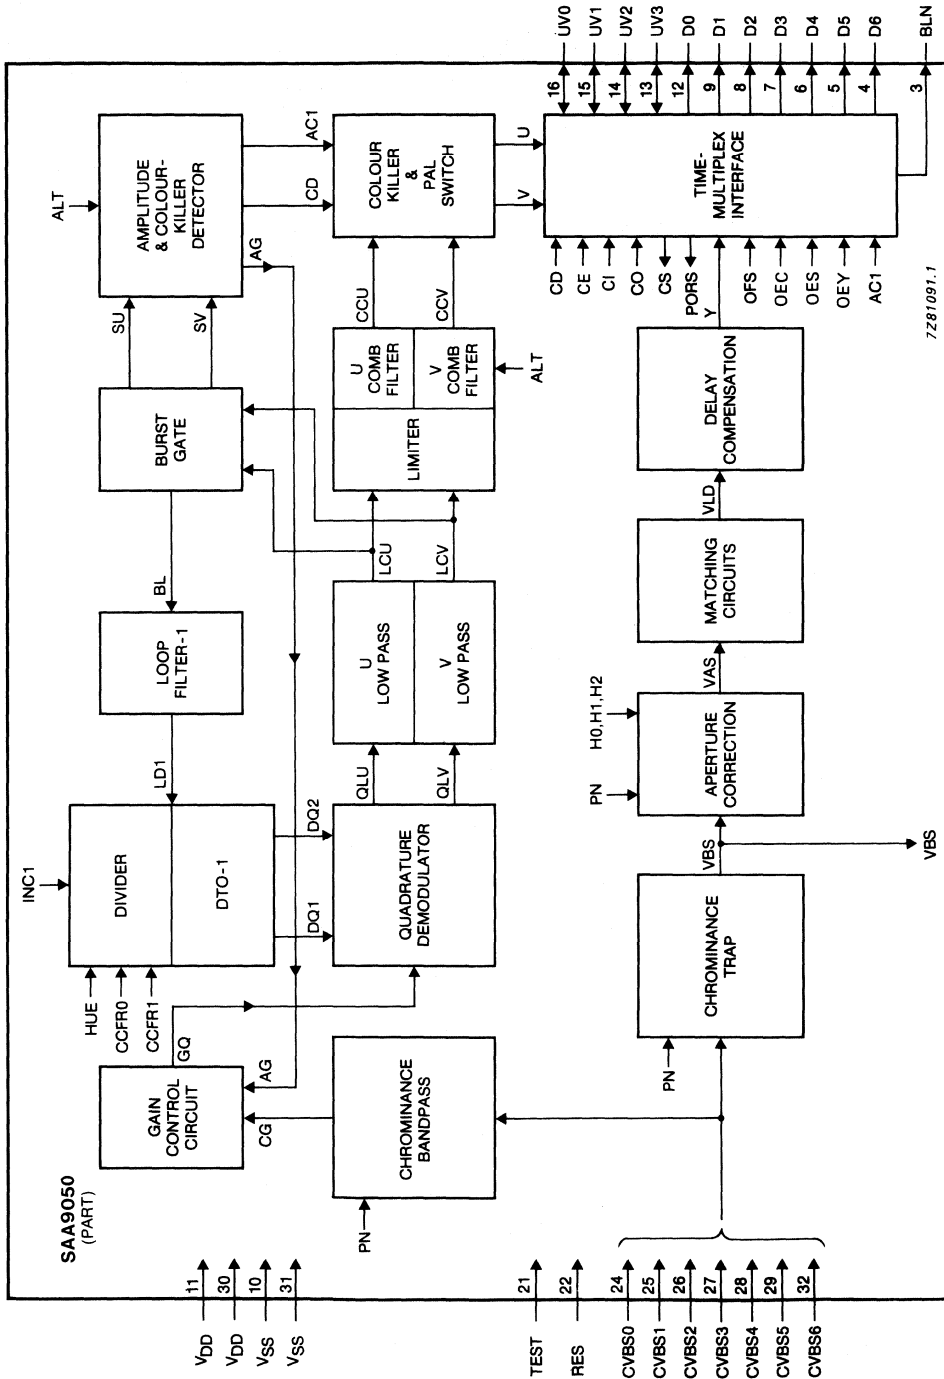 SAA9050
(PART)
11
VDD
30
VDD
10
VSS
31
VSS
21
TEST
22
RES
24
CVBS0
25
CVBS1
26
CVBS2
27
CVBS3
28
CVBS4
29
CVBS5
32
CVBS6
GAIN
CONTROL
CIRCUIT
GQ
AG
CG
PN
CHROMINANCE
BANDPASS
PN
CHROMINANCE
TRAP
VBS
VBS
INC1
HUE
CCFR0
CCFR1
DIVIDER
DTO-1
DQ1
DQ2
QUADRATURE
DEMODULATOR
QLU
QLV
PN
H0,H1,H2
APERTURE
CORRECTION
VAS
LD1
LOOP
FILTER-1
BL
U
LOW PASS
V
LOW PASS
LCU
LCV
MATCHING
CIRCUITS
VLD
BURST
GATE
SU
SV
LIMITER
U
COMB
FILTER
V
COMB
FILTER
ALT
CCU
CCV
DELAY
COMPENSATION
Y
ALT
AMPLITUDE
& COLOUR-
KILLER
DETECTOR
AG
CD
AC1
COLOUR
KILLER
&
PAL
SWITCH
U
V
CD
CE
CI
CO
CS
PORS
OFS
OEC
OES
OEY
AC1
TIME-
MULTIPLEX
INTERFACE
16
UV0
15
UV1
14
UV2
13
UV3
12
D0
9
D1
8
D2
7
D3
6
D4
5
D5
4
D6
3
BLN
7Z81091.1